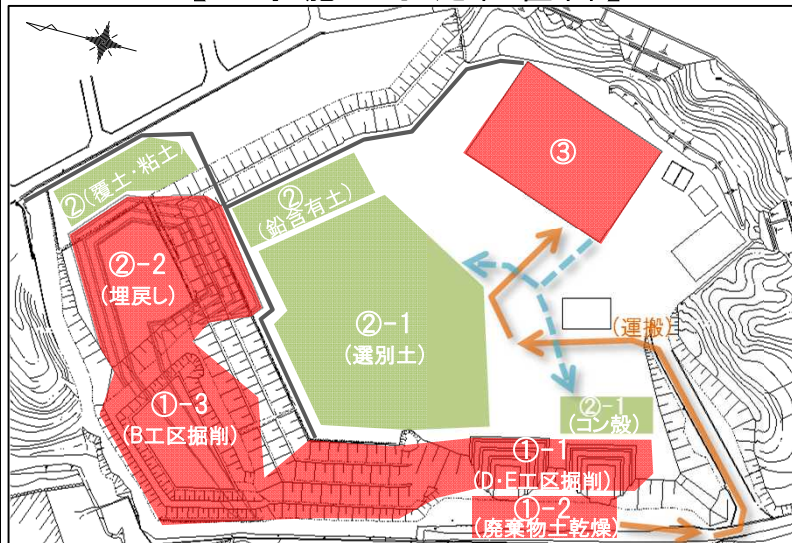 ②(覆土・粘土)
②
(鉛含有土)
③
②-2
(埋戻し)
②-1
(選別土)
(運搬)
①-3
(B工区掘削)
②-1
(コン殻)
①-1
(D・E工区掘削)
①-2
(廃棄物土乾燥)